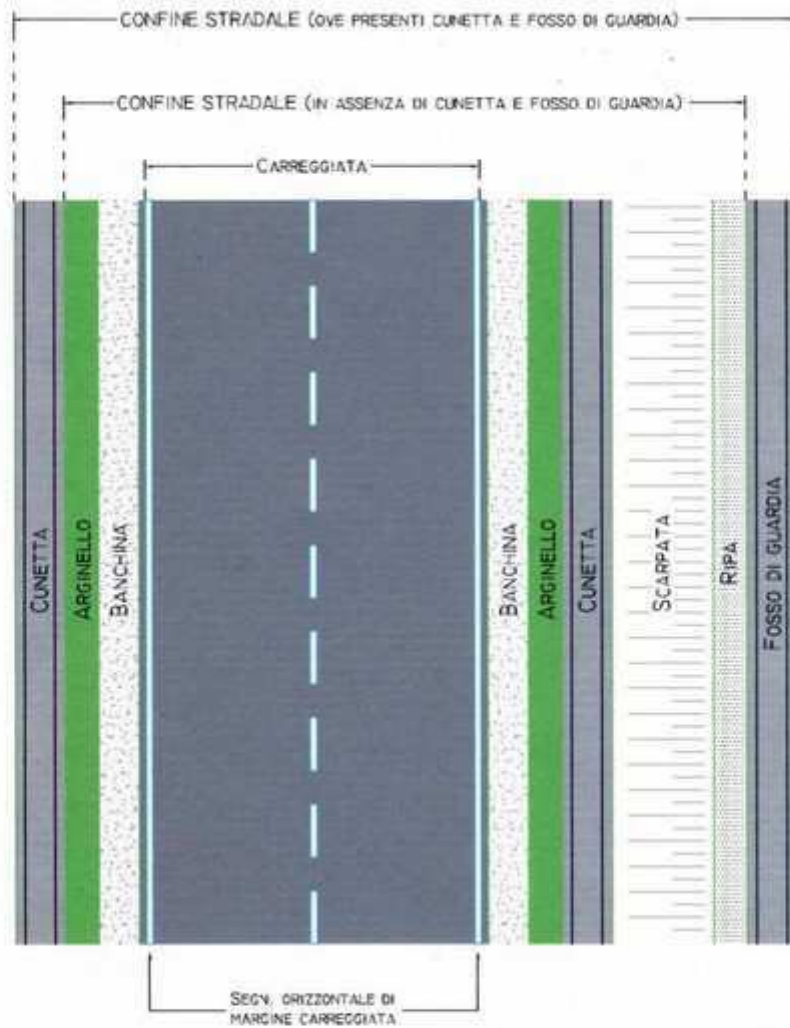 CONFINE STRADALE (OVE PRESENTI CUNETTA E FOSSO DI GUARDIA)
CONFINE STRADALE (IN ASSENZA DI CUNETTA E FOSSO DI GUARDIA)
CARREGGIATA
CUNETTA
ARGINELLO
BANCHINA
BANCHINA
ARGINELLO
CUNETTA
SCARPATA
RIPA
FOSSO DI GUARDIA
SEGN. ORIZZONTALE DI
MARGINE CARREGGIATA